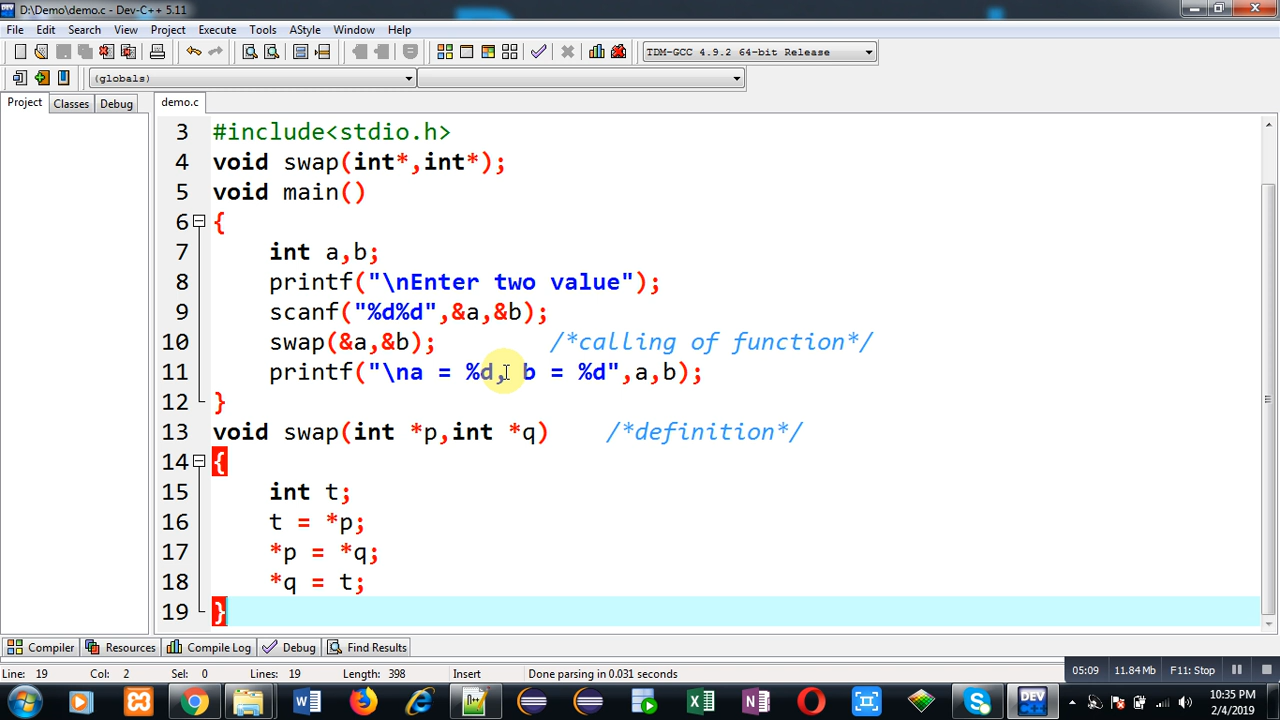 D:\Demo\demo.c - Dev-C++ 5.11
File Edit Search View Project Execute Tools AStyle Window Help
TDM-GCC 4.9.2 64-bit Release
(globals)
Project Classes Debug demo.c
3 #include<stdio.h>
4 void swap(int*,int*);
5 void main()
6 {
7 int a,b;
8 printf("\nEnter two value");
9 scanf("%d%d",&a,&b);
10 swap(&a,&b); /*calling of function*/
11 printf("\na = %d, b = %d",a,b);
12 }
13 void swap(int *p,int *q) /*definition*/
14 {
15 int t;
16 t = *p;
17 *p = *q;
18 *q = t;
19 }
Compiler Resources Compile Log Debug Find Results
Line: 19 Col: 2 Sel: 0 Lines: 19 Length: 398 Insert Done parsing in 0.031 seconds 05:09 11.84 Mb F11: Stop
DEV
10:35 PM
2/4/2019